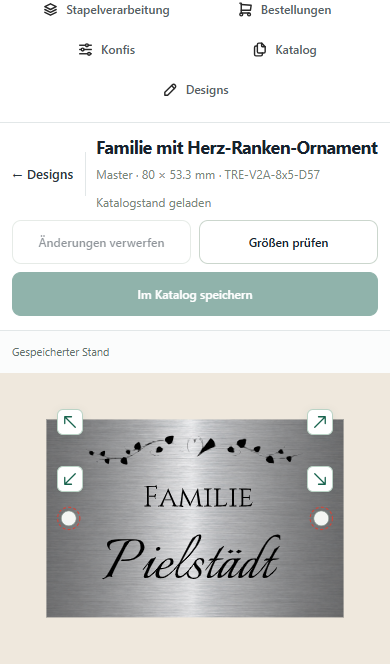 Stapelverarbeitung
Bestellungen
Konfis
Katalog
Designs
← Designs
Familie mit Herz-Ranken-Ornament
Master · 80 × 53.3 mm · TRE-V2A-8x5-D57
Katalogstand geladen
Änderungen verwerfen
Größen prüfen
Im Katalog speichern
Gespeicherter Stand
Familie
Pielstädt